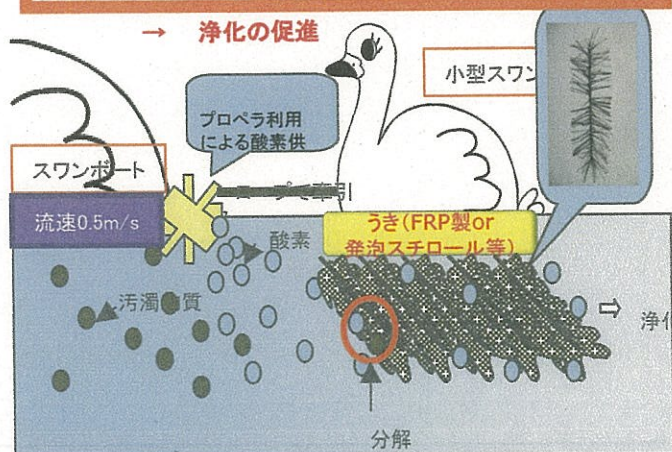 → 浄化の促進
小型スワン
プロペラ利用
による酸素供
スワンボート
ロープで牽引
流速0.5m/s
うき(FRP製or
発泡スチロール等)
酸素
汚濁物質
浄化
分解